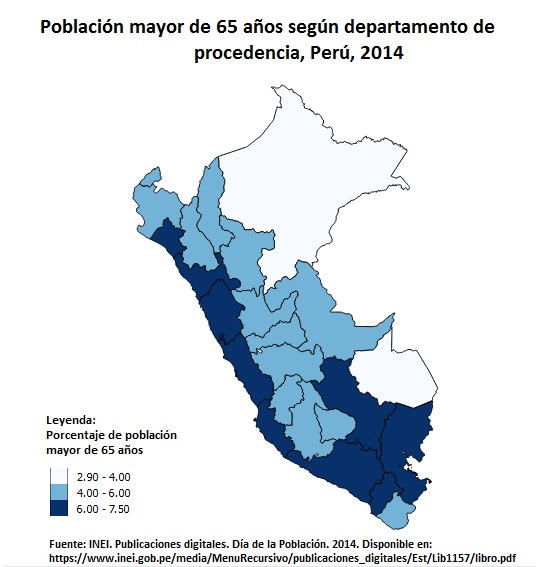 Población mayor de 65 años según departamento de
procedencia, Perú, 2014
Leyenda:
Porcentaje de población
mayor de 65 años
2.90 - 4.00
4.00 - 6.00
6.00 - 7.50
Fuente: INEI. Publicaciones digitales. Día de la Población. 2014. Disponible en:
https://www.inei.gob.pe/media/MenuRecursivo/publicaciones_digitales/Est/Lib1157/libro.pdf